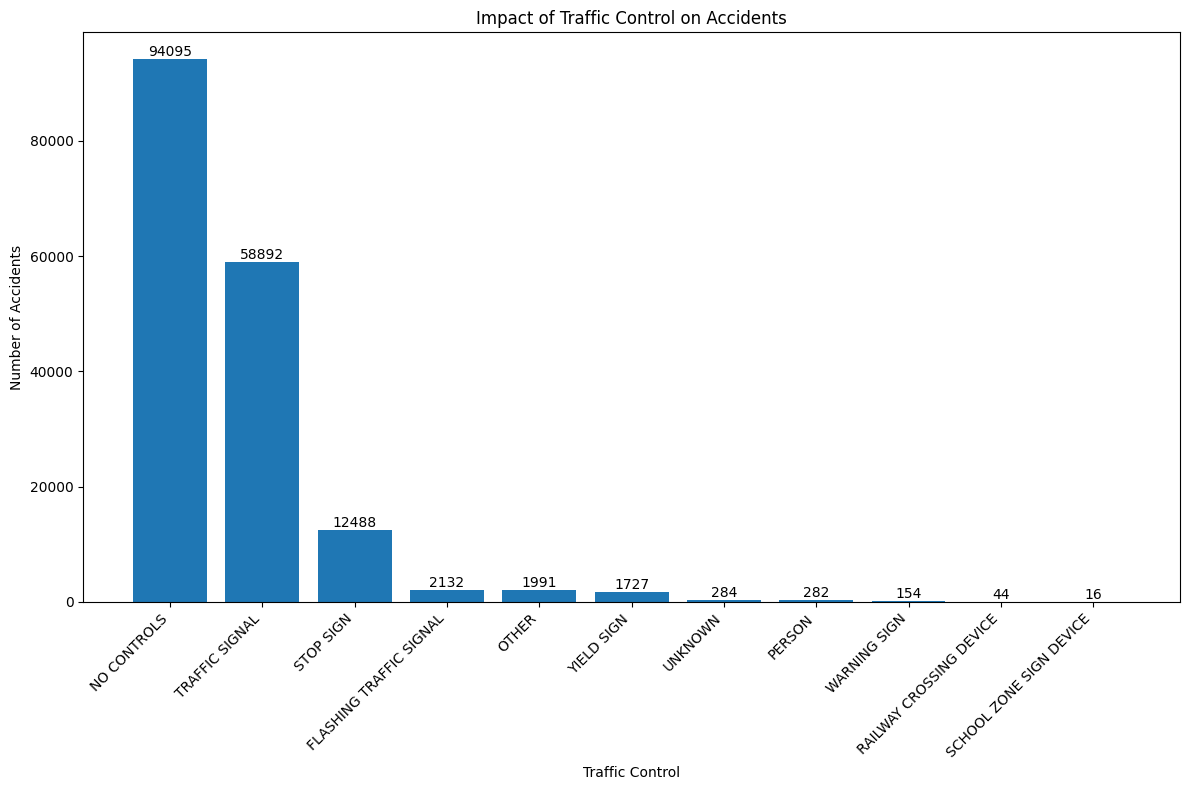 Impact of Traffic Control on Accidents
94095
58892
12488
2132
1991
1727
284
282
154
44
16
80000
60000
40000
20000
0
Number of Accidents
NO CONTROLS
TRAFFIC SIGNAL
STOP SIGN
FLASHING TRAFFIC SIGNAL
OTHER
YIELD SIGN
UNKNOWN
PERSON
WARNING SIGN
RAILWAY CROSSING DEVICE
SCHOOL ZONE SIGN DEVICE
Traffic Control